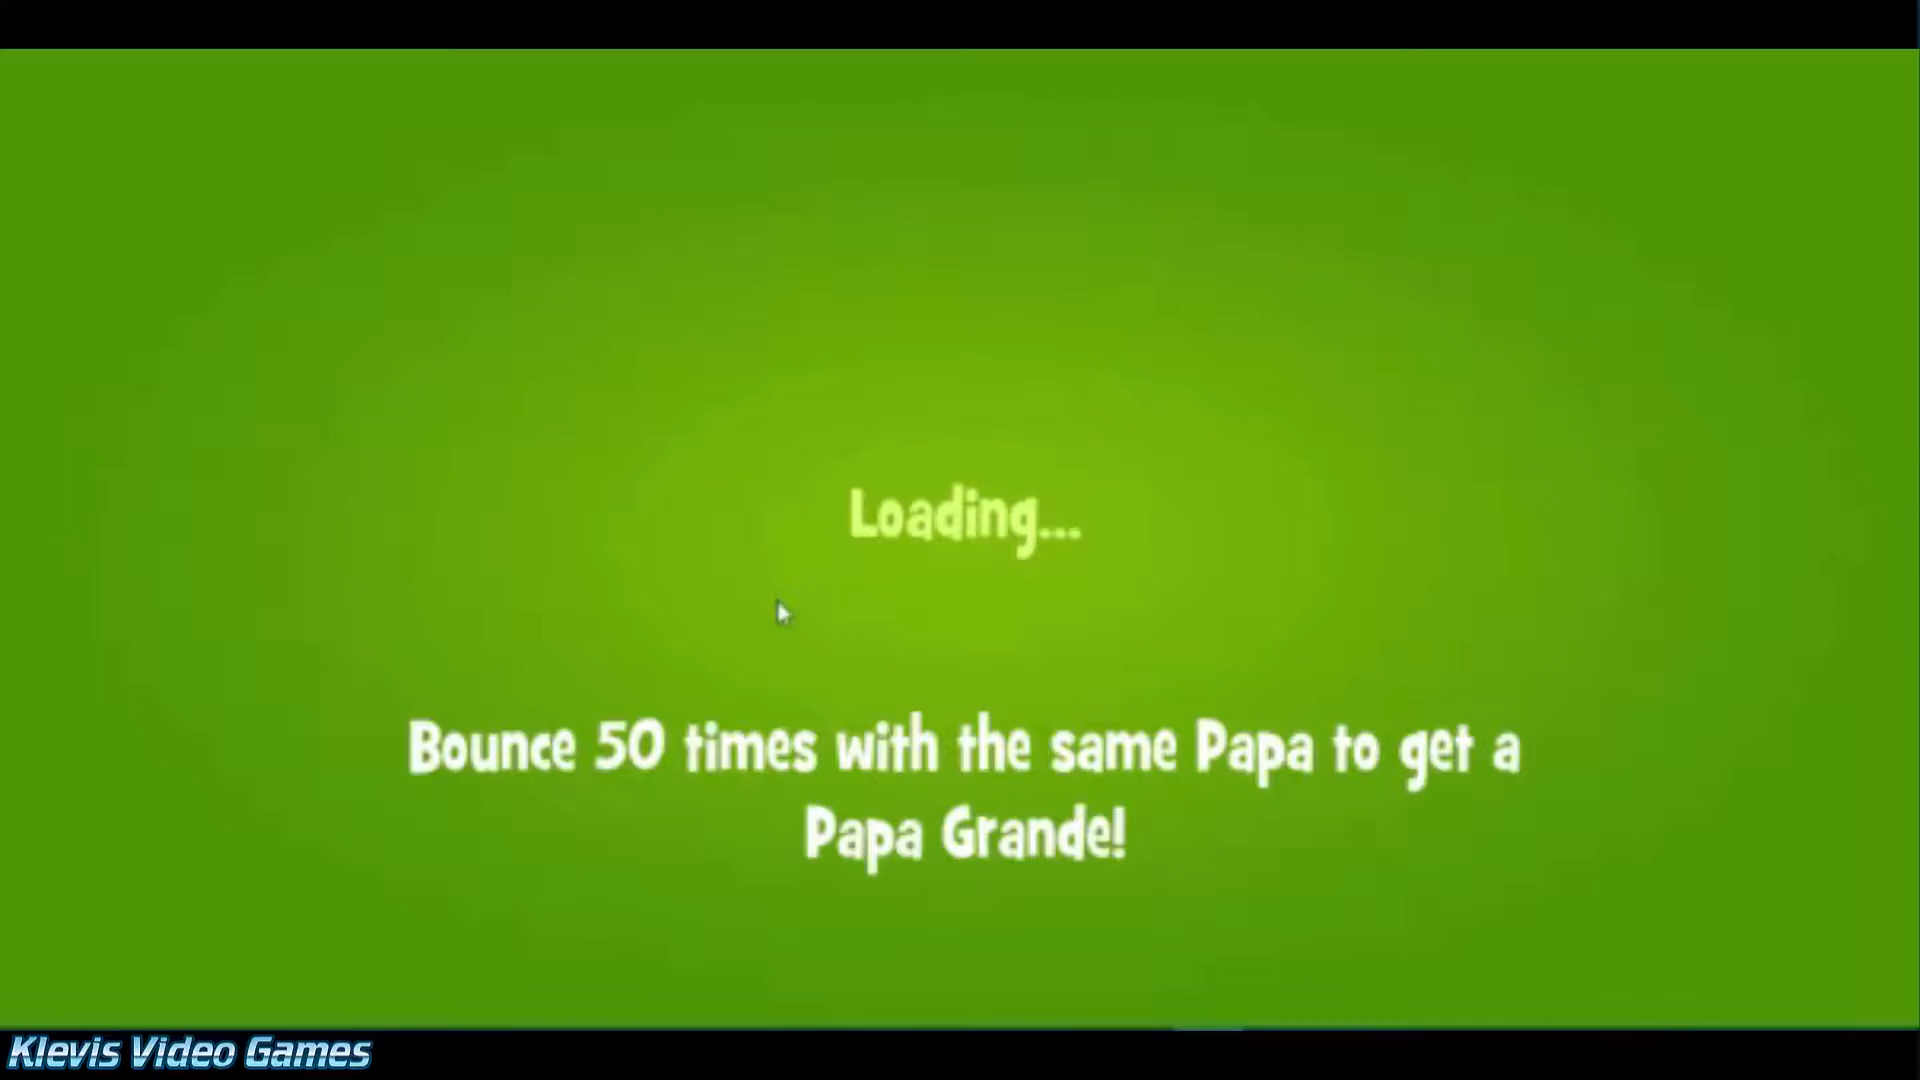 Loading...
Bounce 50 times with the same Papa to get a
Papa Grande!
Klevis Video Games